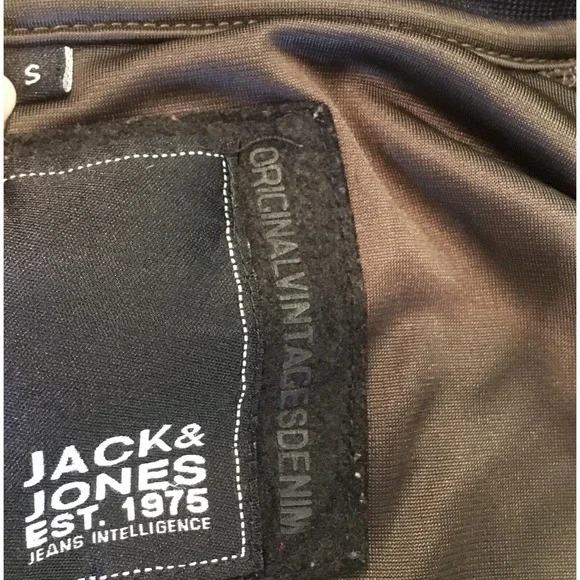 S
ORIGINALVINTAGESDENIM
JACK&
JONES
EST. 1975
JEANS INTELLIGENCE